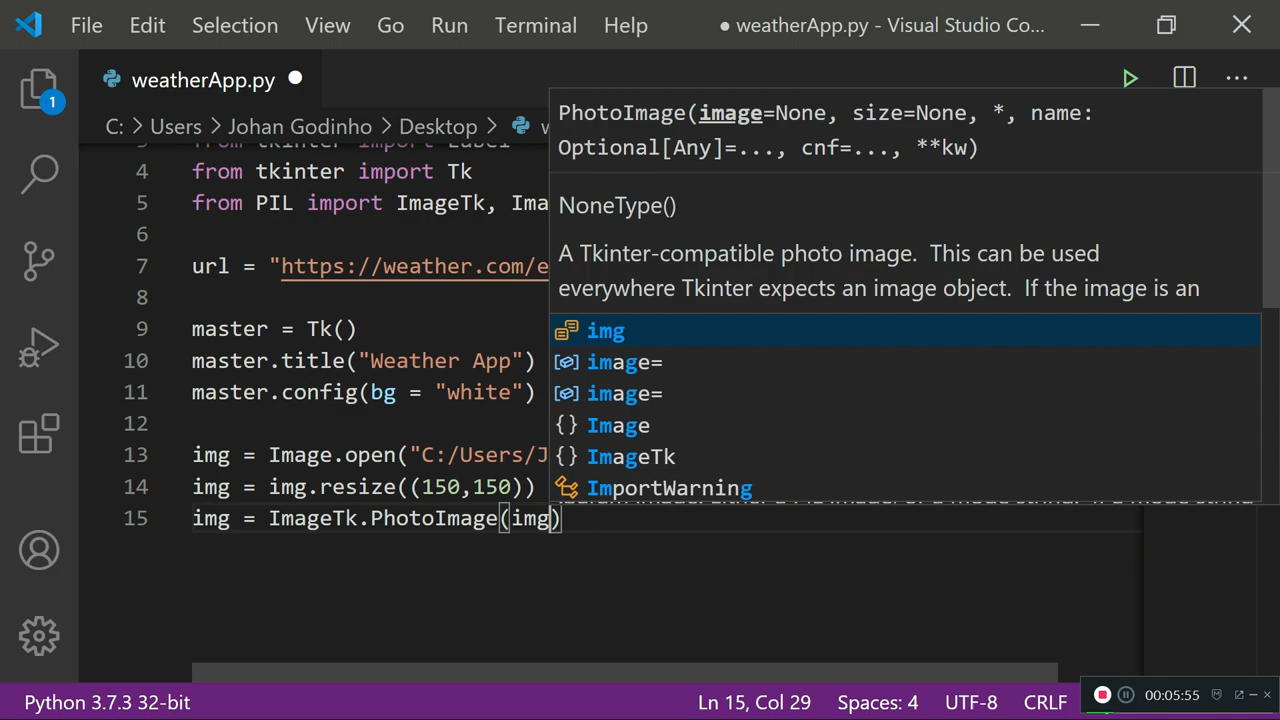 File Edit Selection View Go Run Terminal Help ● weatherApp.py - Visual Studio Co...
weatherApp.py
C: > Users > Johan Godinho > Desktop > w
1
from tkinter import Label
4 from tkinter import Tk
5 from PIL import ImageTk, Ima
6
7 url = "https://weather.com/e
8
9 master = Tk()
10 master.title("Weather App")
11 master.config(bg = "white")
12
13 img = Image.open("C:/Users/J
14 img = img.resize((150,150))
15 img = ImageTk.PhotoImage(img)
PhotoImage(image=None, size=None, *, name:
Optional[Any]=..., cnf=..., **kw)
NoneType()
A Tkinter-compatible photo image. This can be used
everywhere Tkinter expects an image object. If the image is an
img
image=
image=
Image
ImageTk
ImportWarning
Python 3.7.3 32-bit Ln 15, Col 29 Spaces: 4 UTF-8 CRLF
00:05:55